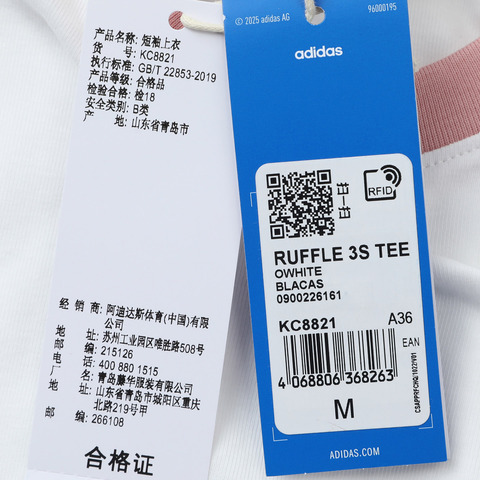 产品名称: 短袖上衣
货 号: KC8821
执行标准: GB/T 22853-2019
产品等级: 合格品
检验合格: 检18
安全类别: B类
产 地: 山东省青岛市
经 销 商: 阿迪达斯体育(中国)有限
公司
地 址: 苏州工业园区唯胜路508号
邮 编: 215126
电 话: 400 880 1515
厂 名: 青岛藤华服装有限公司
地 址: 山东省青岛市城阳区重庆
北路219号甲
邮 编: 266108
合格证
© 2025 adidas AG
96000195
adidas
RFID
RUFFLE 3S TEE
OWHITE
BLACAS
0900226161
KC8821
A36
EAN
4 068806 368263
M
ADIDAS.COM